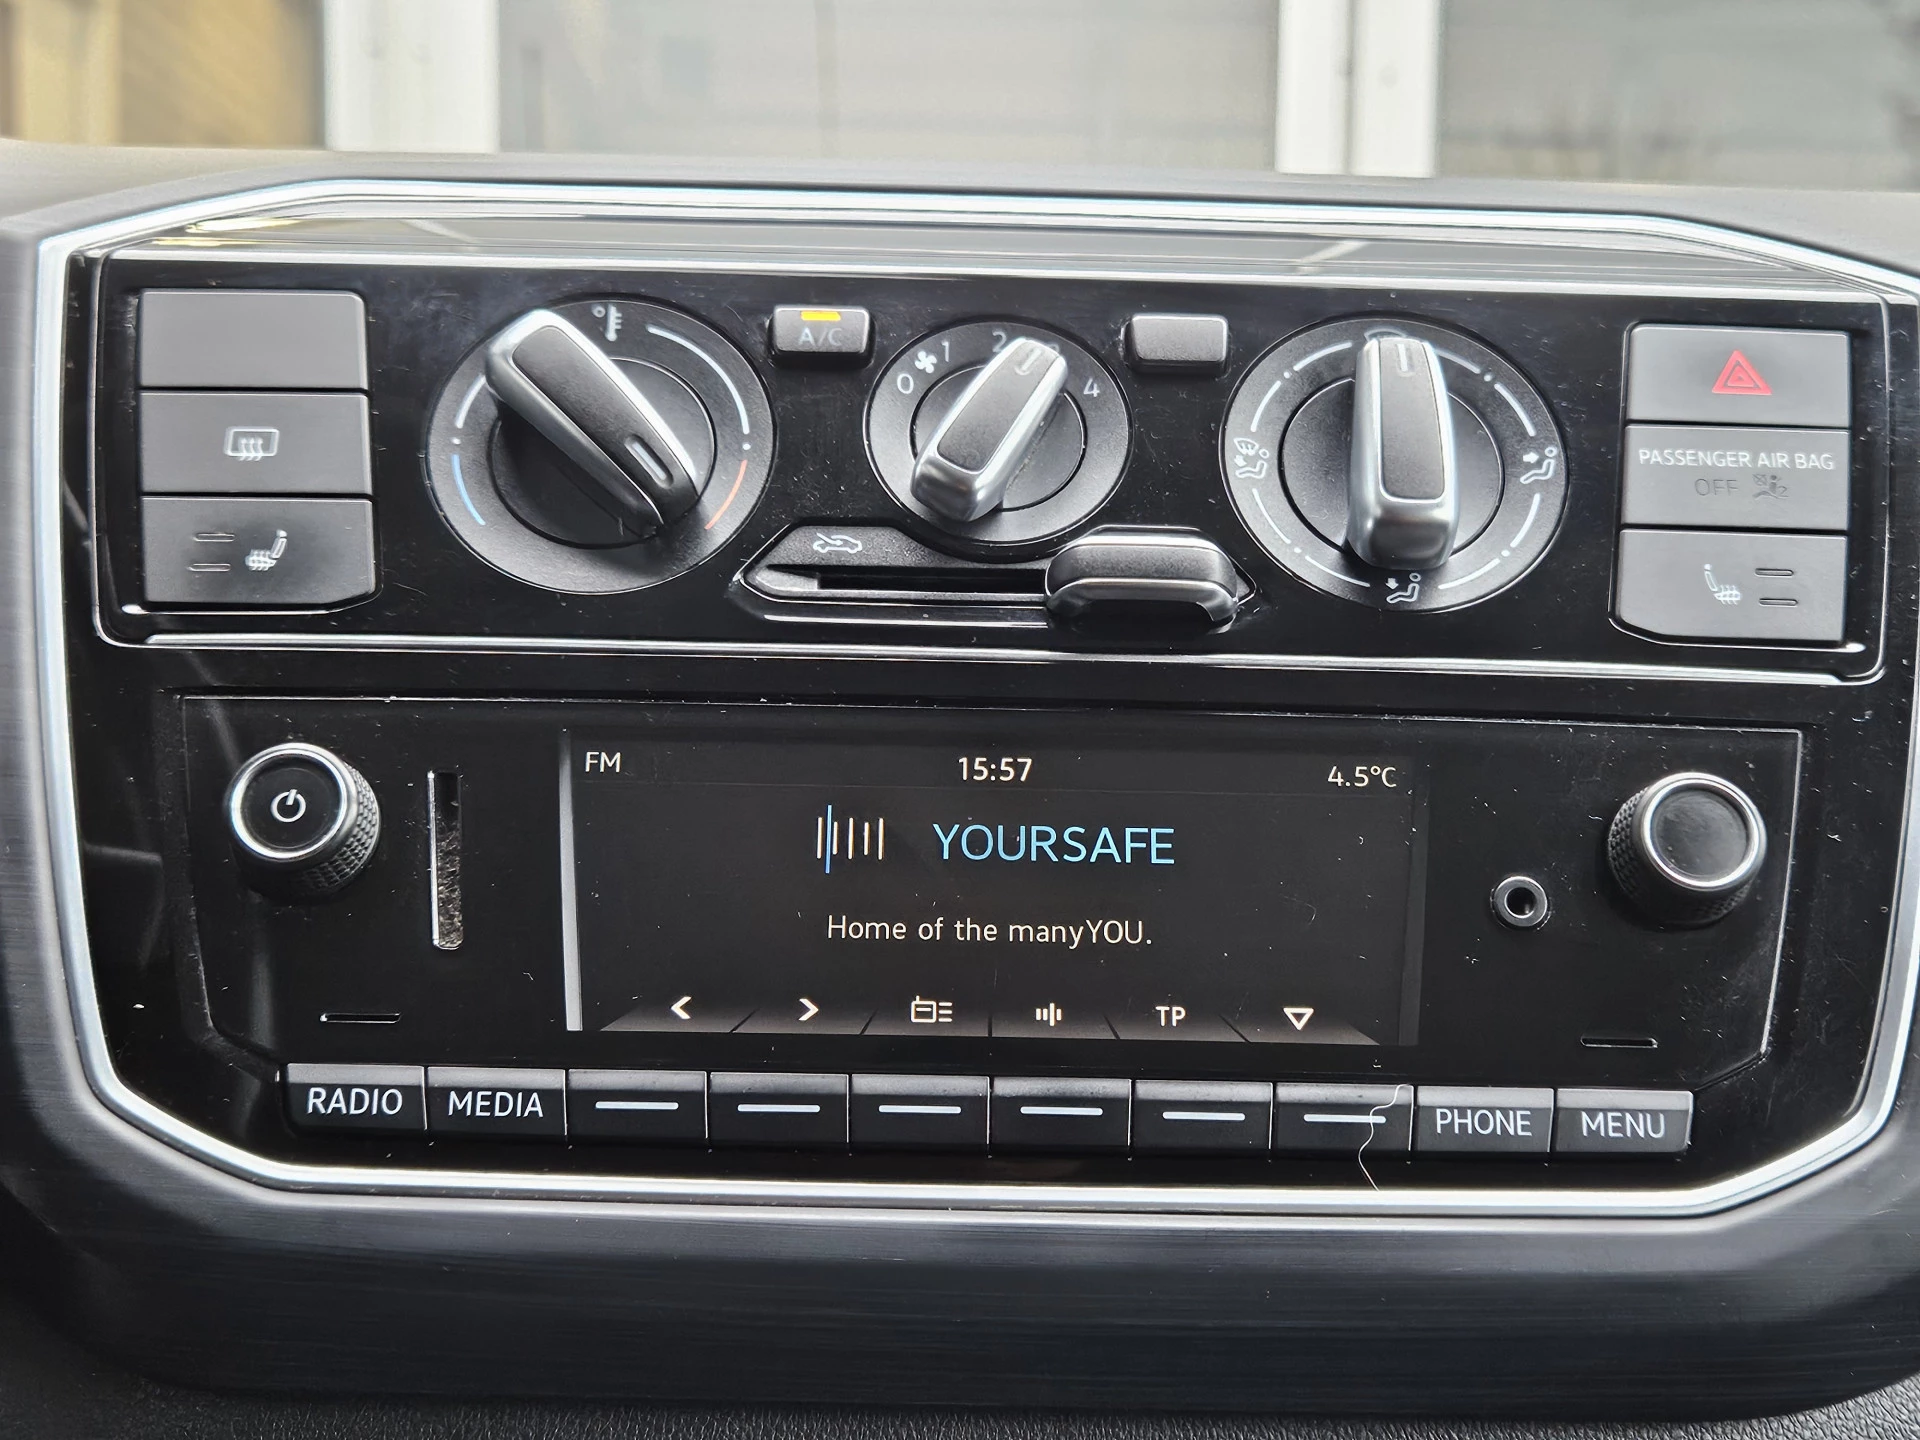 A/C
0 1 2 3 4
PASSENGER AIR BAG
OFF
FM 15:57 4.5°C
YOURSAFE
Home of the manyYOU.
TP
RADIO MEDIA PHONE MENU